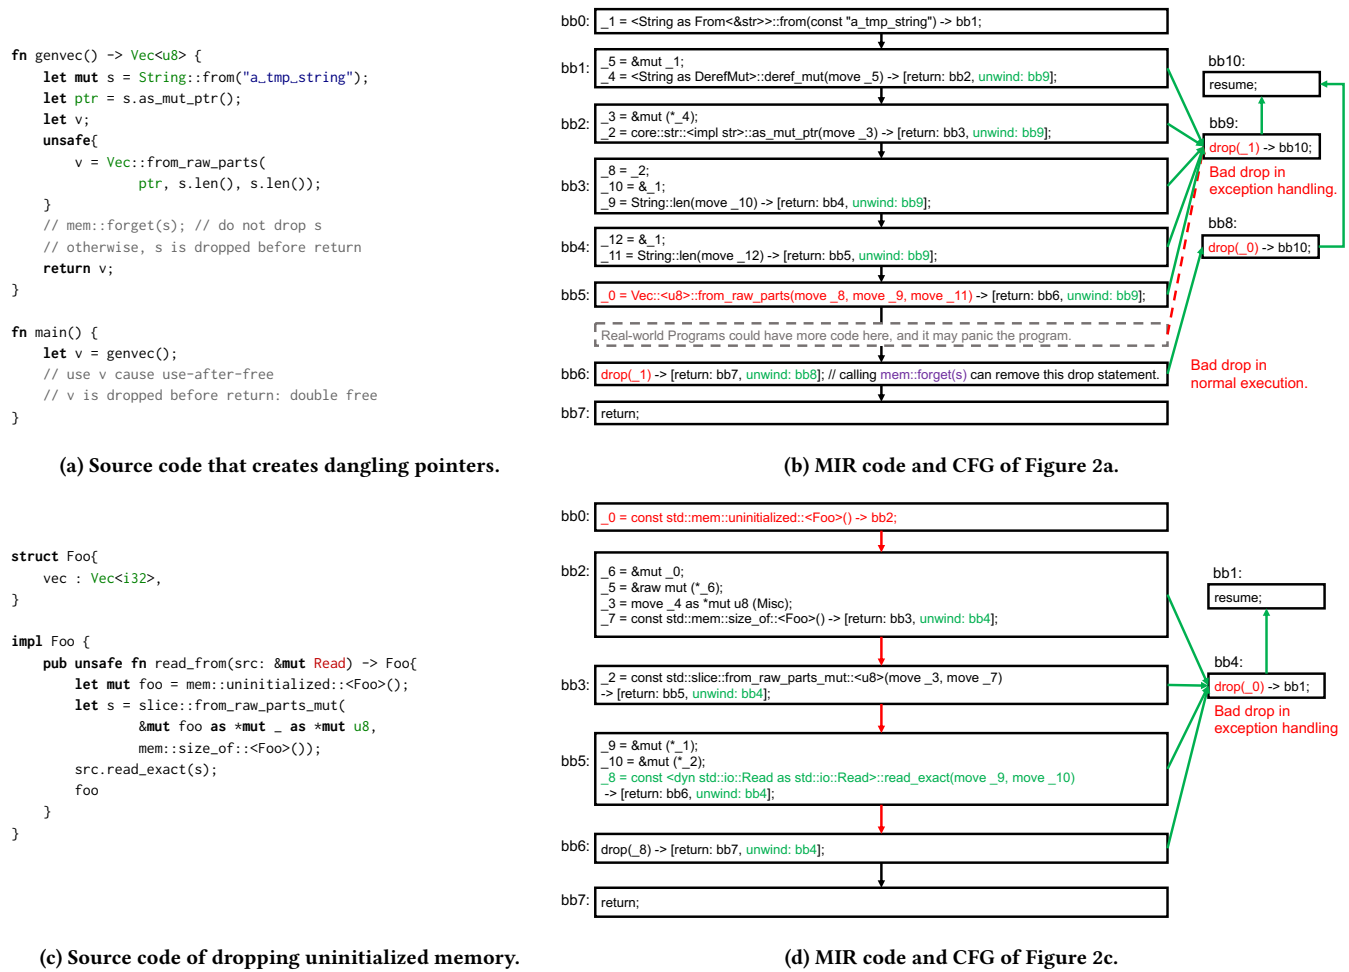 fn genvec() -> Vec<u8> {
let mut s = String::from("a_tmp_string");
let ptr = s.as_mut_ptr();
let v;
unsafe{
v = Vec::from_raw_parts(
ptr, s.len(), s.len());
}
// mem::forget(s); // do not drop s
// otherwise, s is dropped before return
return v;
}
fn main() {
let v = genvec();
// use v cause use-after-free
// v is dropped before return: double free
}
(a) Source code that creates dangling pointers.
bb0: _1 = <String as From<&str>>::from(const "a_tmp_string") -> bb1;
bb1: _5 = &mut _1;
_4 = <String as DerefMut>::deref_mut(move _5) -> [return: bb2, unwind: bb9];
bb2: _3 = &mut (*_4);
_2 = core::str::<impl str>::as_mut_ptr(move _3) -> [return: bb3, unwind: bb9];
bb3: _8 = _2;
_10 = &_1;
_9 = String::len(move _10) -> [return: bb4, unwind: bb9];
bb4: _12 = &_1;
_11 = String::len(move _12) -> [return: bb5, unwind: bb9];
bb5: _0 = Vec::<u8>::from_raw_parts(move _8, move _9, move _11) -> [return: bb6, unwind: bb9];
Real-world Programs could have more code here, and it may panic the program.
bb6: drop(_1) -> [return: bb7, unwind: bb8]; // calling mem::forget(s) can remove this drop statement.
bb7: return;
bb10:
resume;
bb9:
drop(_1) -> bb10;
Bad drop in
exception handling.
bb8:
drop(_0) -> bb10;
Bad drop in
normal execution.
(b) MIR code and CFG of Figure 2a.
struct Foo{
vec : Vec<i32>,
}
impl Foo {
pub unsafe fn read_from(src: &mut Read) -> Foo{
let mut foo = mem::uninitialized::<Foo>();
let s = slice::from_raw_parts_mut(
&mut foo as *mut _ as *mut u8,
mem::size_of::<Foo>());
src.read_exact(s);
foo
}
}
(c) Source code of dropping uninitialized memory.
bb0: _0 = const std::mem::uninitialized::<Foo>() -> bb2;
bb2: _6 = &mut _0;
_5 = &raw mut (*_6);
_3 = move _4 as *mut u8 (Misc);
_7 = const std::mem::size_of::<Foo>() -> [return: bb3, unwind: bb4];
bb3: _2 = const std::slice::from_raw_parts_mut::<u8>(move _3, move _7)
-> [return: bb5, unwind: bb4];
bb5: _9 = &mut (*_1);
_10 = &mut (*_2);
_8 = const <dyn std::io::Read as std::io::Read>::read_exact(move _9, move _10)
-> [return: bb6, unwind: bb4];
bb6: drop(_8) -> [return: bb7, unwind: bb4];
bb7: return;
bb1:
resume;
bb4:
drop(_0) -> bb1;
Bad drop in
exception handling
(d) MIR code and CFG of Figure 2c.